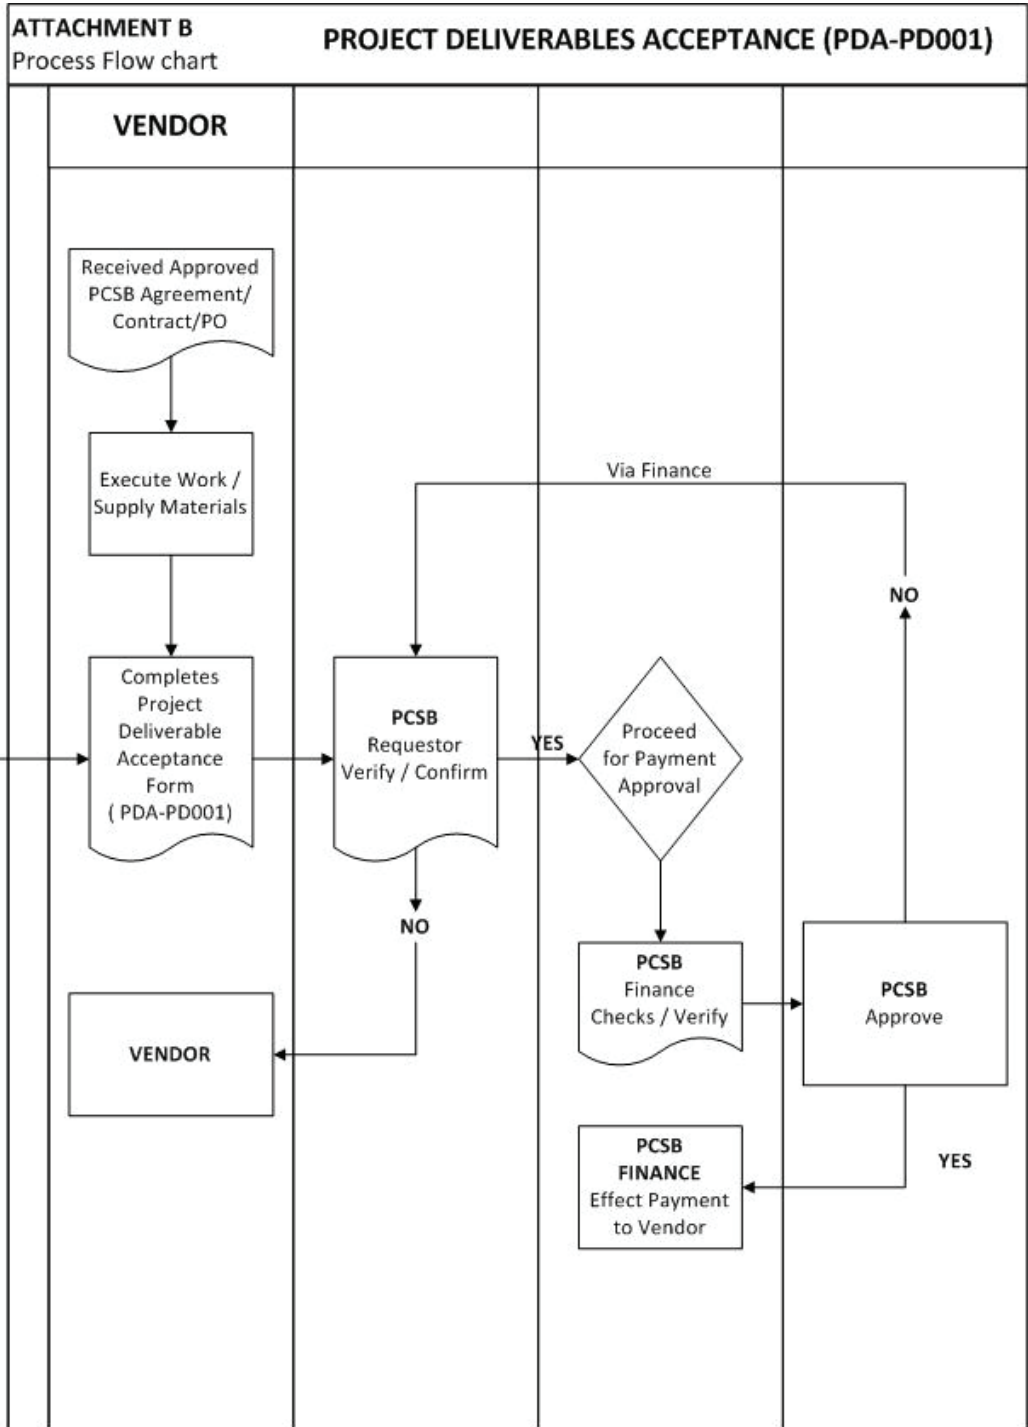 ATTACHMENT B
Process Flow chart
PROJECT DELIVERABLES ACCEPTANCE (PDA-PD001)
VENDOR
Received Approved
PCSB Agreement/
Contract/PO
Execute Work /
Supply Materials
Via Finance
NO
Completes
Project
Deliverable
Acceptance
Form
( PDA-PD001)
PCSB
Requestor
Verify / Confirm
YES
Proceed
for Payment
Approval
NO
VENDOR
PCSB
Finance
Checks / Verify
PCSB
Approve
YES
PCSB
FINANCE
Effect Payment
to Vendor